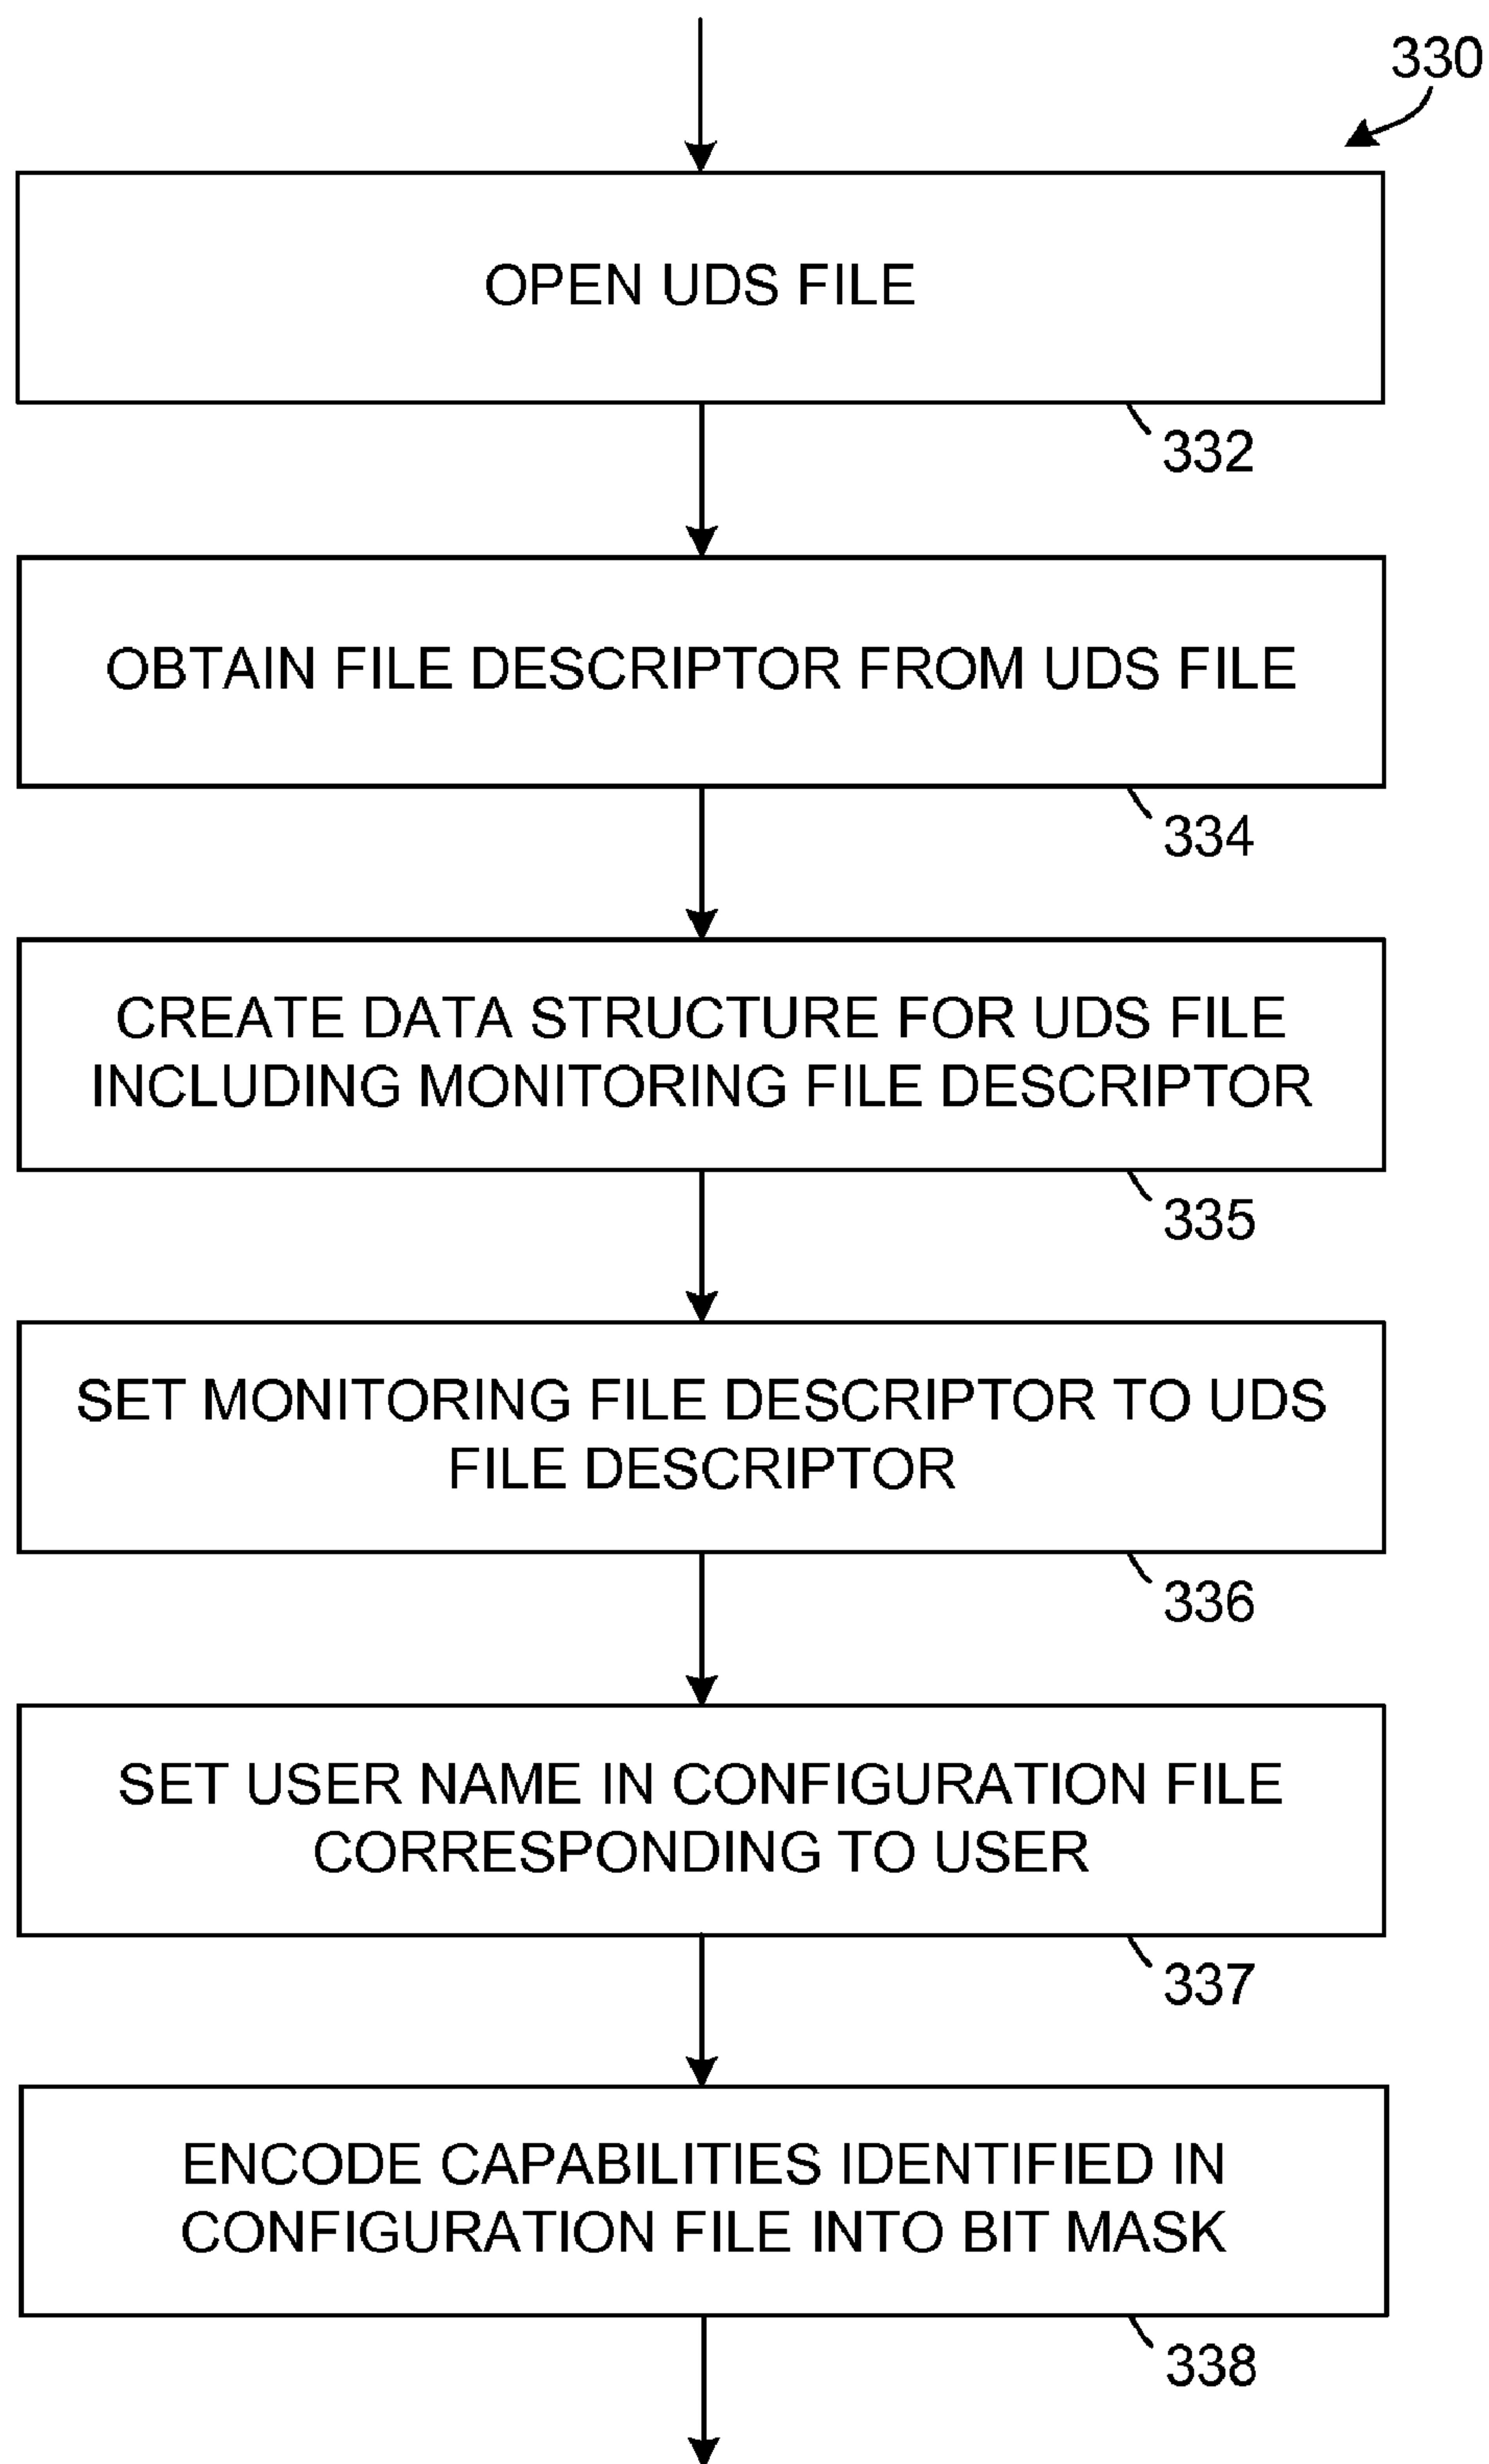 330
OPEN UDS FILE
332
OBTAIN FILE DESCRIPTOR FROM UDS FILE
334
CREATE DATA STRUCTURE FOR UDS FILE
INCLUDING MONITORING FILE DESCRIPTOR
335
SET MONITORING FILE DESCRIPTOR TO UDS
FILE DESCRIPTOR
336
SET USER NAME IN CONFIGURATION FILE
CORRESPONDING TO USER
337
ENCODE CAPABILITIES IDENTIFIED IN
CONFIGURATION FILE INTO BIT MASK
338